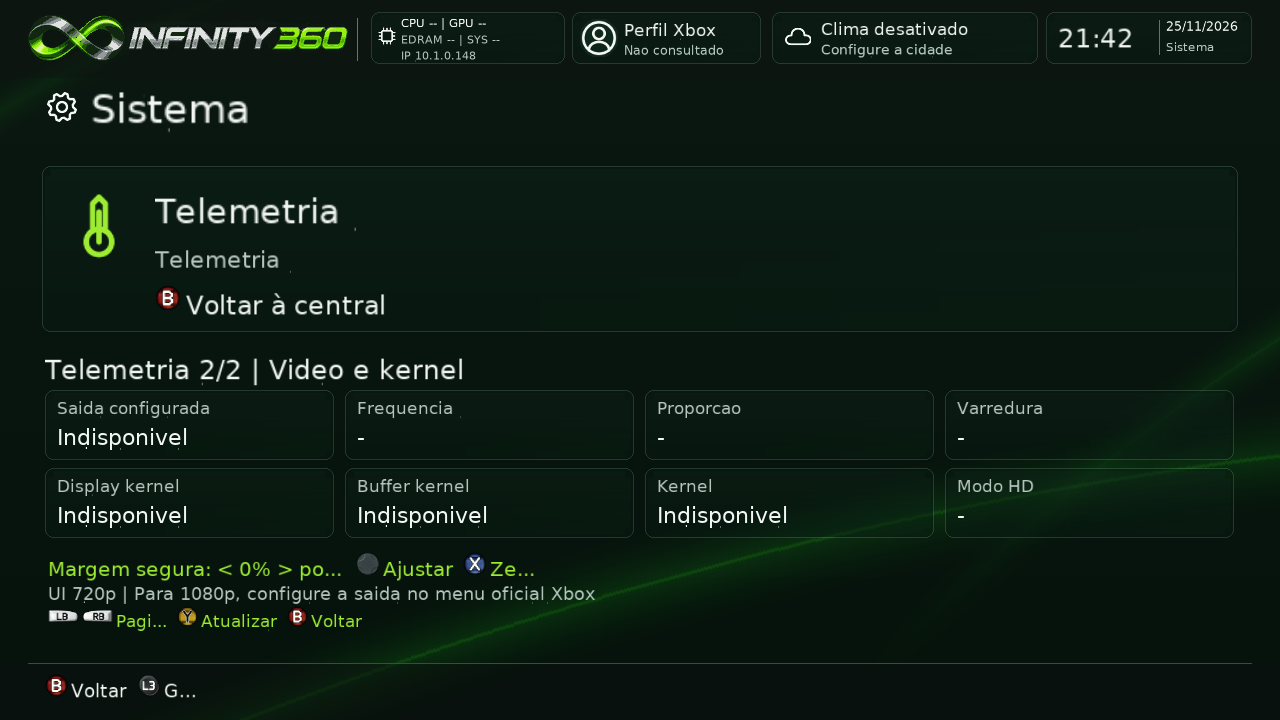 INFINITY 360
CPU -- | GPU --
EDRAM -- | SYS --
IP 10.1.0.148
Perfil Xbox
Nao consultado
Clima desativado
Configure a cidade
21:42
25/11/2026
Sistema
Sistema
Telemetria
Telemetria
B Voltar à central
Telemetria 2/2 | Video e kernel
Saida configurada
Indisponivel
Frequencia
-
Proporcao
-
Varredura
-
Display kernel
Indisponivel
Buffer kernel
Indisponivel
Kernel
Indisponivel
Modo HD
-
Margem segura: < 0% > po... Ajustar X Ze...
UI 720p | Para 1080p, configure a saida no menu oficial Xbox
LB RB Pagi... Y Atualizar B Voltar
B Voltar L3 G...